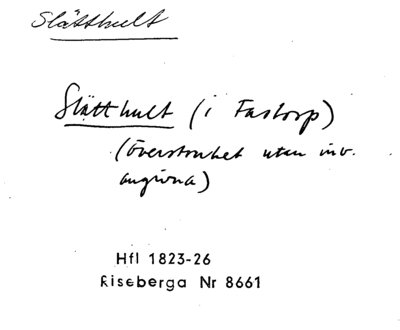 Slätthult
Slätthult (i Fastorp)
(Överstruket utan inv.
angivna)
Hfl 1823-26
Riseberga Nr 8661